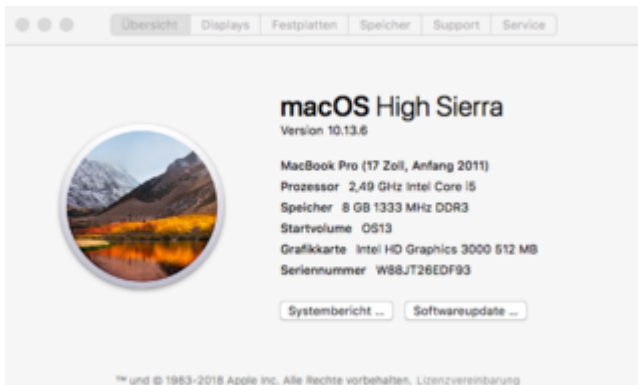 Übersicht Displays Festplatten Speicher Support Service
macOS High Sierra
Version 10.13.6
MacBook Pro (17 Zoll, Anfang 2011)
Prozessor 2,49 GHz Intel Core i5
Speicher 8 GB 1333 MHz DDR3
Startvolume OS13
Grafikkarte Intel HD Graphics 3000 512 MB
Seriennummer W88JT26EDF93
Systembericht ... Softwareupdate ...
™ und © 1983-2018 Apple Inc. Alle Rechte vorbehalten. Lizenzvereinbarung